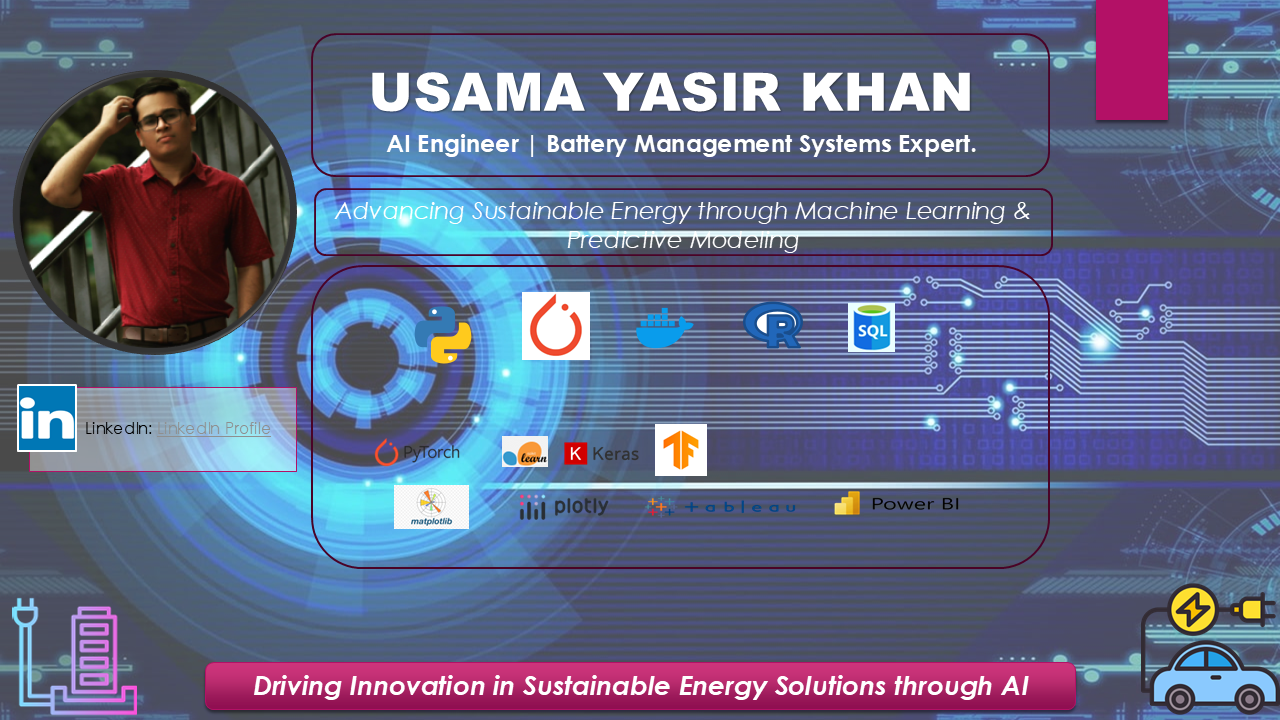 USAMA YASIR KHAN
AI Engineer | Battery Management Systems Expert.
Advancing Sustainable Energy through Machine Learning &
Predictive Modeling
SQL
in
LinkedIn: LinkedIn Profile
PyTorch
learn
K Keras
matplotlib
plotly
+ a b l e a u
Power BI
Driving Innovation in Sustainable Energy Solutions through AI